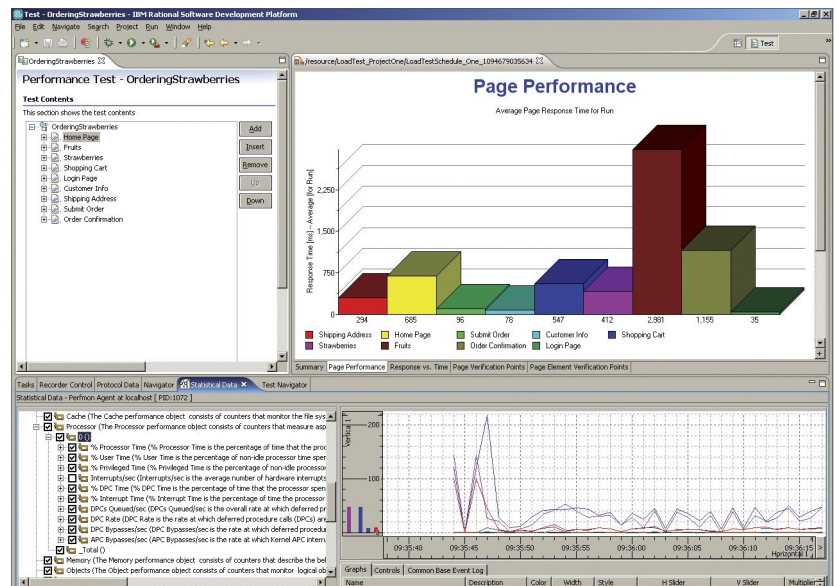 Test - OrderingStrawberries - IBM Rational Software Development Platform
File Edit Navigate Search Project Run Window Help
Test
OrderingStrawberries
Performance Test - OrderingStrawberries
Test Contents
This section shows the test contents
OrderingStrawberries
Home Page
Fruits
Strawberries
Shopping Cart
Login Page
Customer Info
Shipping Address
Submit Order
Order Confirmation
Add
Insert
Remove
Up
Down
/resource/LoadTest_ProjectOne/LoadTestSchedule_One_1094679035634
Page Performance
Average Page Response Time for Run
Response Time [ms] -- Average [for Run]
2,250
1,500
750
0
294 685 96 78 547 412 2,981 1,155 35
Shipping Address Home Page Submit Order Customer Info Shopping Cart
Strawberries Fruits Order Confirmation Login Page
Summary Page Performance Response vs. Time Page Verification Points Page Element Verification Points
Tasks Recorder Control Protocol Data Navigator Statistical Data Test Navigator
Statistical Data - Perfmon Agent at localhost [ PID:1072 ]
Cache (The Cache performance object consists of counters that monitor the file sys
Processor (The Processor performance object consists of counters that measure asp
0 ()
% Processor Time (% Processor Time is the percentage of time that the proc
% User Time (% User Time is the percentage of non-idle processor time spen
% Privileged Time (% Privileged Time is the percentage of non-idle processor
Interrupts/sec (Interrupts/sec is the average number of hardware interrupts
% DPC Time (% DPC Time is the percentage of time that the processor spent
% Interrupt Time (% Interrupt Time is the percentage of time the processor
DPCs Queued/sec (DPCs Queued/sec is the overall rate at which deferred pr
DPC Rate (DPC Rate is the rate at which deferred procedure calls (DPCs) are
DPC Bypasses/sec (DPC Bypasses/sec is the rate at which deferred procedur
APC Bypasses/sec (APC Bypasses/sec is the rate at which Kernel APC interru
_Total ()
Memory (The Memory performance object consists of counters that describe the bel
Objects (The Object performance object consists of counters that monitor logical ob
Vertical 1
200
100
09:35:40 09:35:45 09:35:50 09:35:55 09:36:00 09:36:05 09:36:10 09:36:15
Horizontal 1
Graphs Controls Common Base Event Log
Name Description Color Width Style H Slider V Slider Multiplier